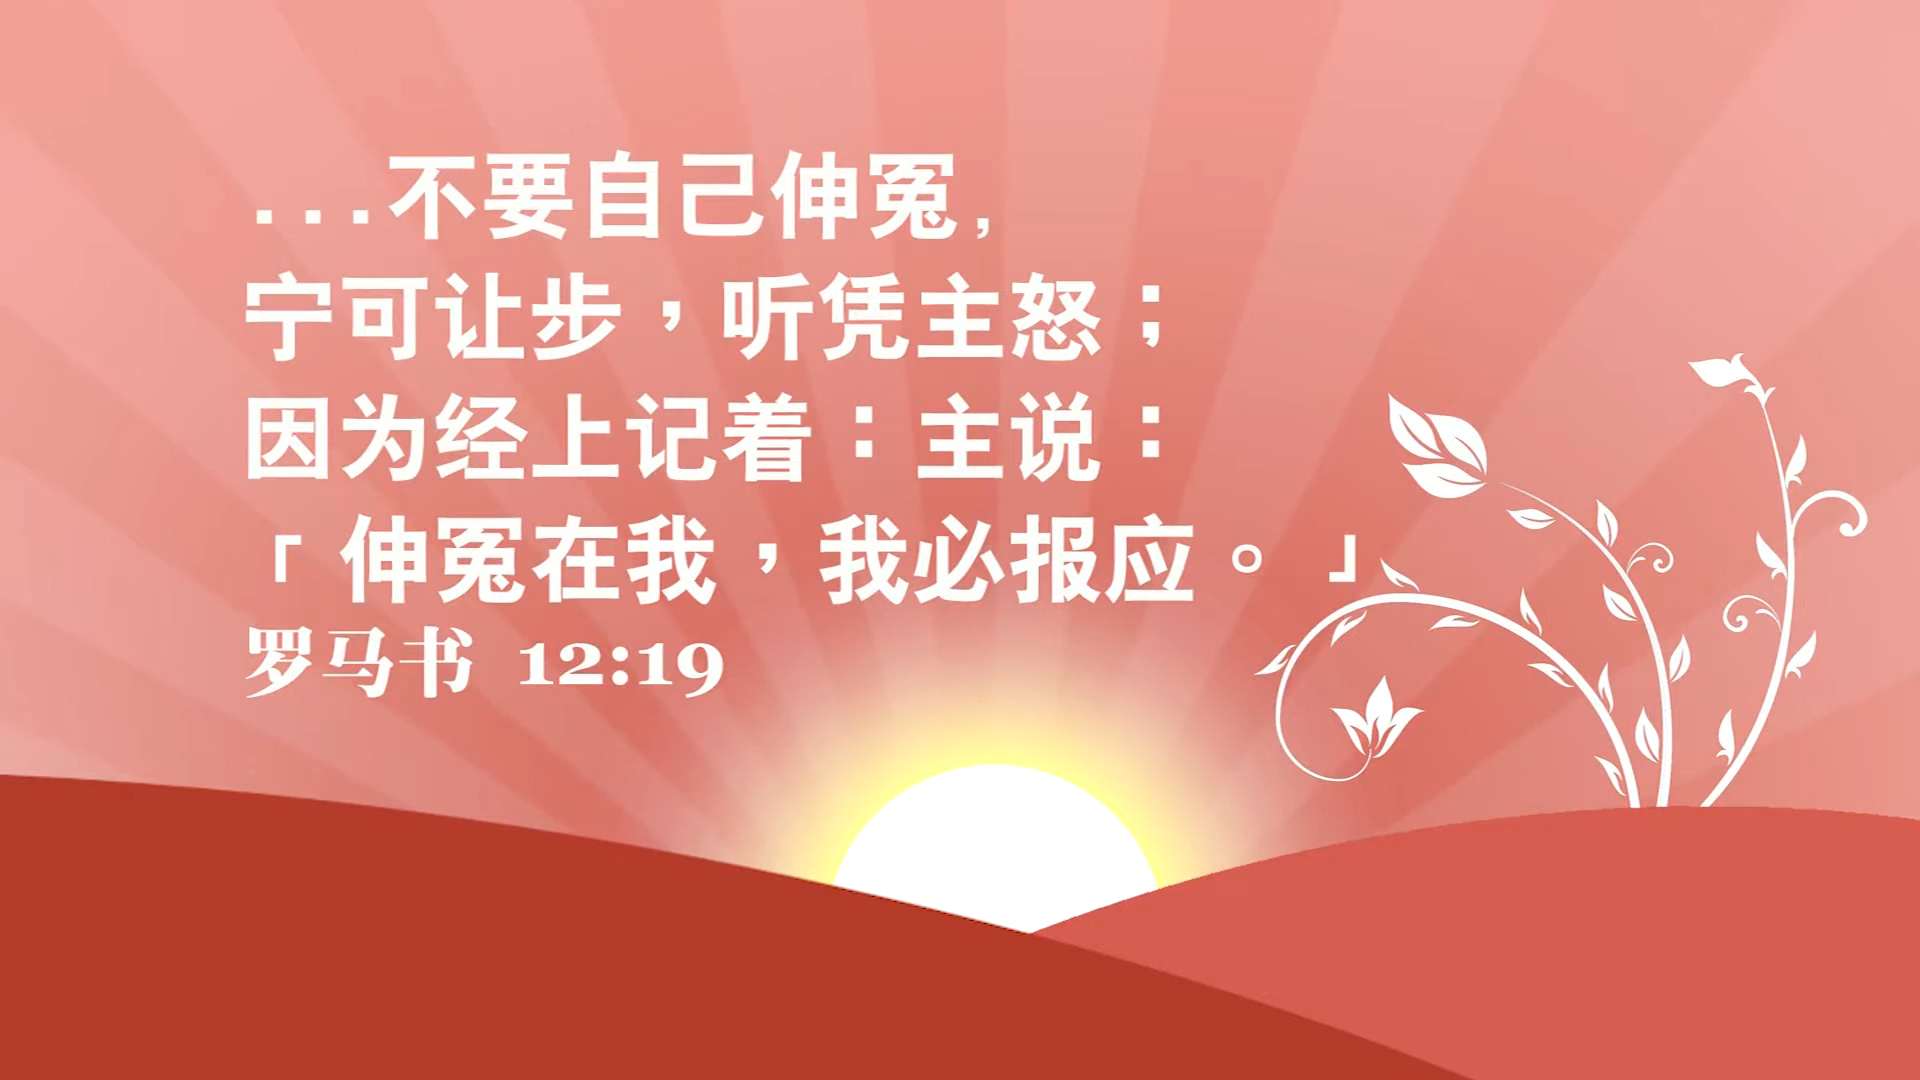 ...不要自己伸冤,
宁可让步，听凭主怒；
因为经上记着：主说：
「伸冤在我，我必报应。」
罗马书 12:19